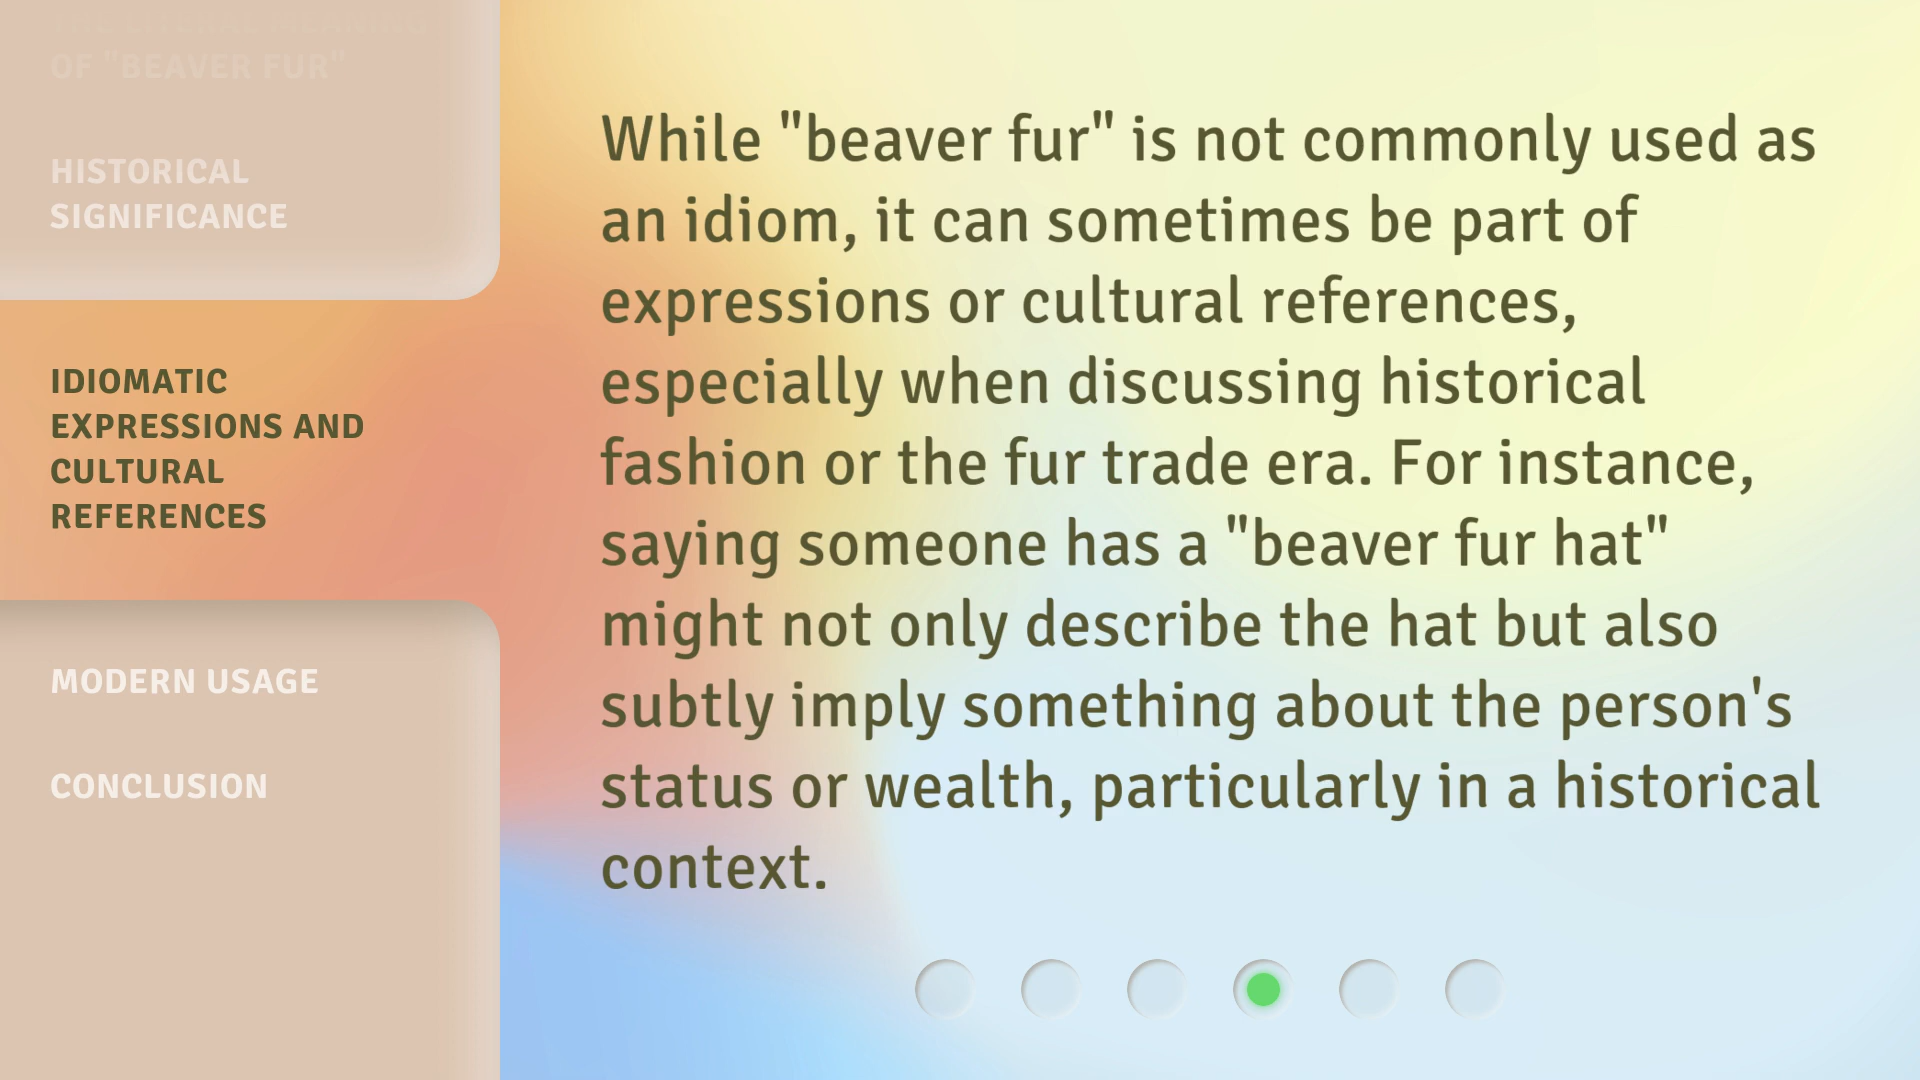 THE LITERAL MEANING
OF "BEAVER FUR"
HISTORICAL
SIGNIFICANCE
IDIOMATIC
EXPRESSIONS AND
CULTURAL
REFERENCES
MODERN USAGE
CONCLUSION
While "beaver fur" is not commonly used as
an idiom, it can sometimes be part of
expressions or cultural references,
especially when discussing historical
fashion or the fur trade era. For instance,
saying someone has a "beaver fur hat"
might not only describe the hat but also
subtly imply something about the person's
status or wealth, particularly in a historical
context.